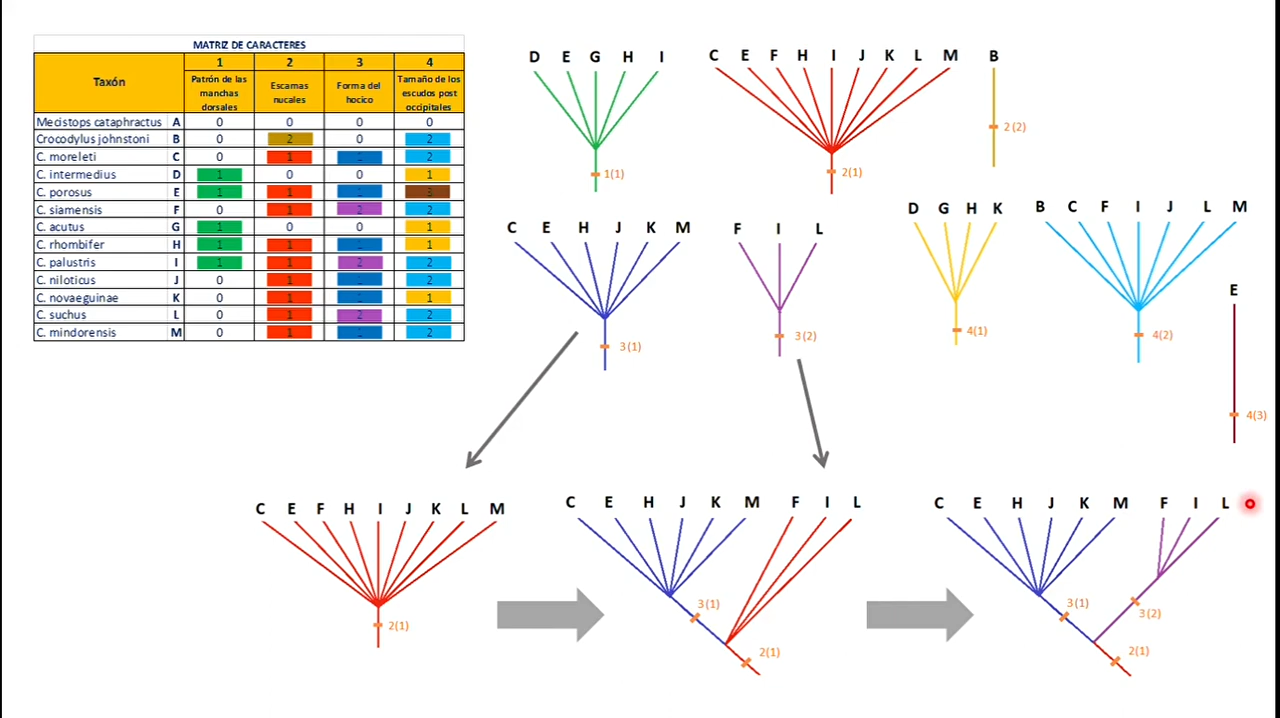 MATRIZ DE CARACTERES
Taxón 1 2 3 4
Patrón de las manchas dorsales
Escamas nucales
Forma del hocico
Tamaño de los escudos post occipitales
Mecistops cataphractus A 0 0 0 0
Crocodylus johnstoni B 0 2 0 2
C. moreleti C 0 1 1 2
C. intermedius D 1 0 0 1
C. porosus E 1 1 1 3
C. siamensis F 0 1 2 2
C. acutus G 1 0 0 1
C. rhombifer H 1 1 1 1
C. palustris I 1 1 2 2
C. niloticus J 0 1 1 2
C. novaeguinae K 0 1 1 1
C. suchus L 0 1 2 2
C. mindorensis M 0 1 1 2
D E G H I
1(1)
C E F H I J K L M
2(1)
B
2(2)
C E H J K M
3(1)
F I L
3(2)
D G H K
4(1)
B C F I J L M
4(2)
E
4(3)
C E F H I J K L M
2(1)
C E H J K M F I L
3(1)
2(1)
C E H J K M F I L
3(1)
3(2)
2(1)